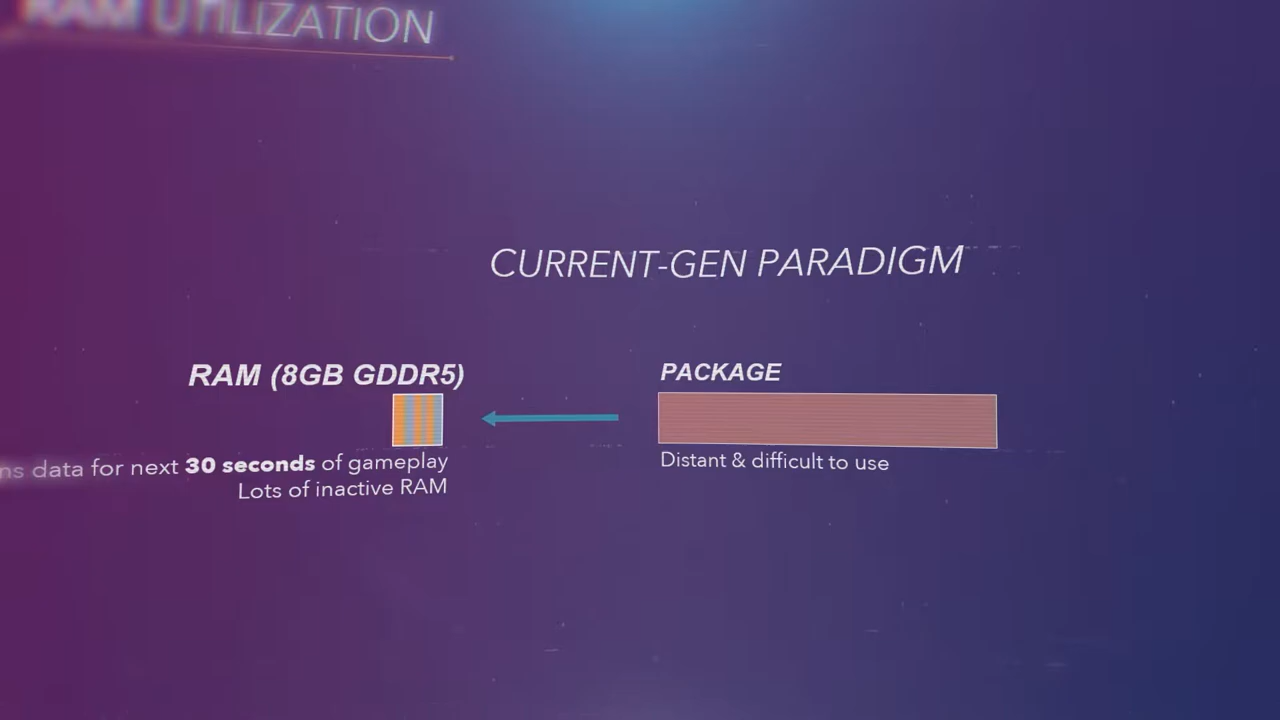 RAM UTILIZATION
CURRENT-GEN PARADIGM
RAM (8GB GDDR5)
PACKAGE
data for next 30 seconds of gameplay
Lots of inactive RAM
Distant & difficult to use